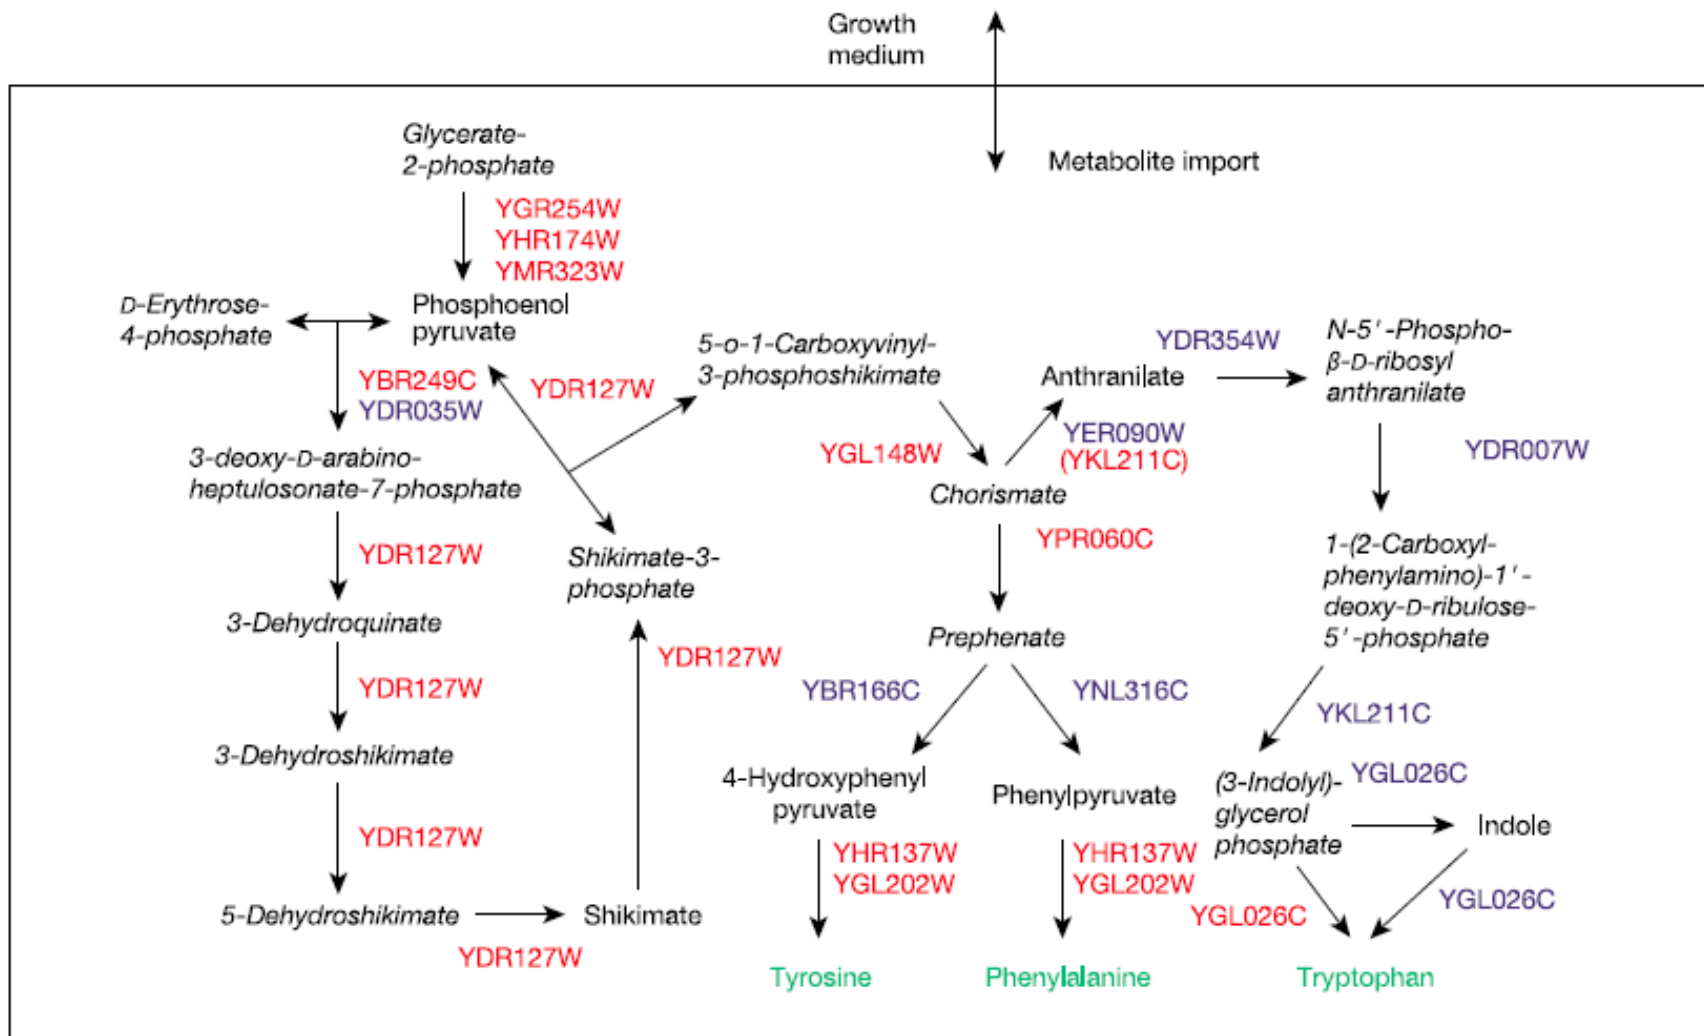 Growth
medium
Metabolite import
Glycerate-
2-phosphate
YGR254W
YHR174W
YMR323W
D-Erythrose-
4-phosphate
Phosphoenol
pyruvate
YBR249C
YDR035W
YDR127W
5-o-1-Carboxyvinyl-
3-phosphoshikimate
Anthranilate
YDR354W
N-5'-Phospho-
β-D-ribosyl
anthranilate
3-deoxy-D-arabino-
heptulosonate-7-phosphate
YGL148W
YER090W
(YKL211C)
YDR007W
Chorismate
YDR127W
Shikimate-3-
phosphate
YPR060C
1-(2-Carboxyl-
phenylamino)-1'-
deoxy-D-ribulose-
5'-phosphate
3-Dehydroquinate
Prephenate
YDR127W
YDR127W
YBR166C
YNL316C
YKL211C
3-Dehydroshikimate
4-Hydroxyphenyl
pyruvate
Phenylpyruvate
(3-Indolyl)-
glycerol
phosphate
YGL026C
Indole
YDR127W
YHR137W
YGL202W
YHR137W
YGL202W
YGL026C
YGL026C
5-Dehydroshikimate
Shikimate
YDR127W
Tyrosine
Phenylalanine
Tryptophan